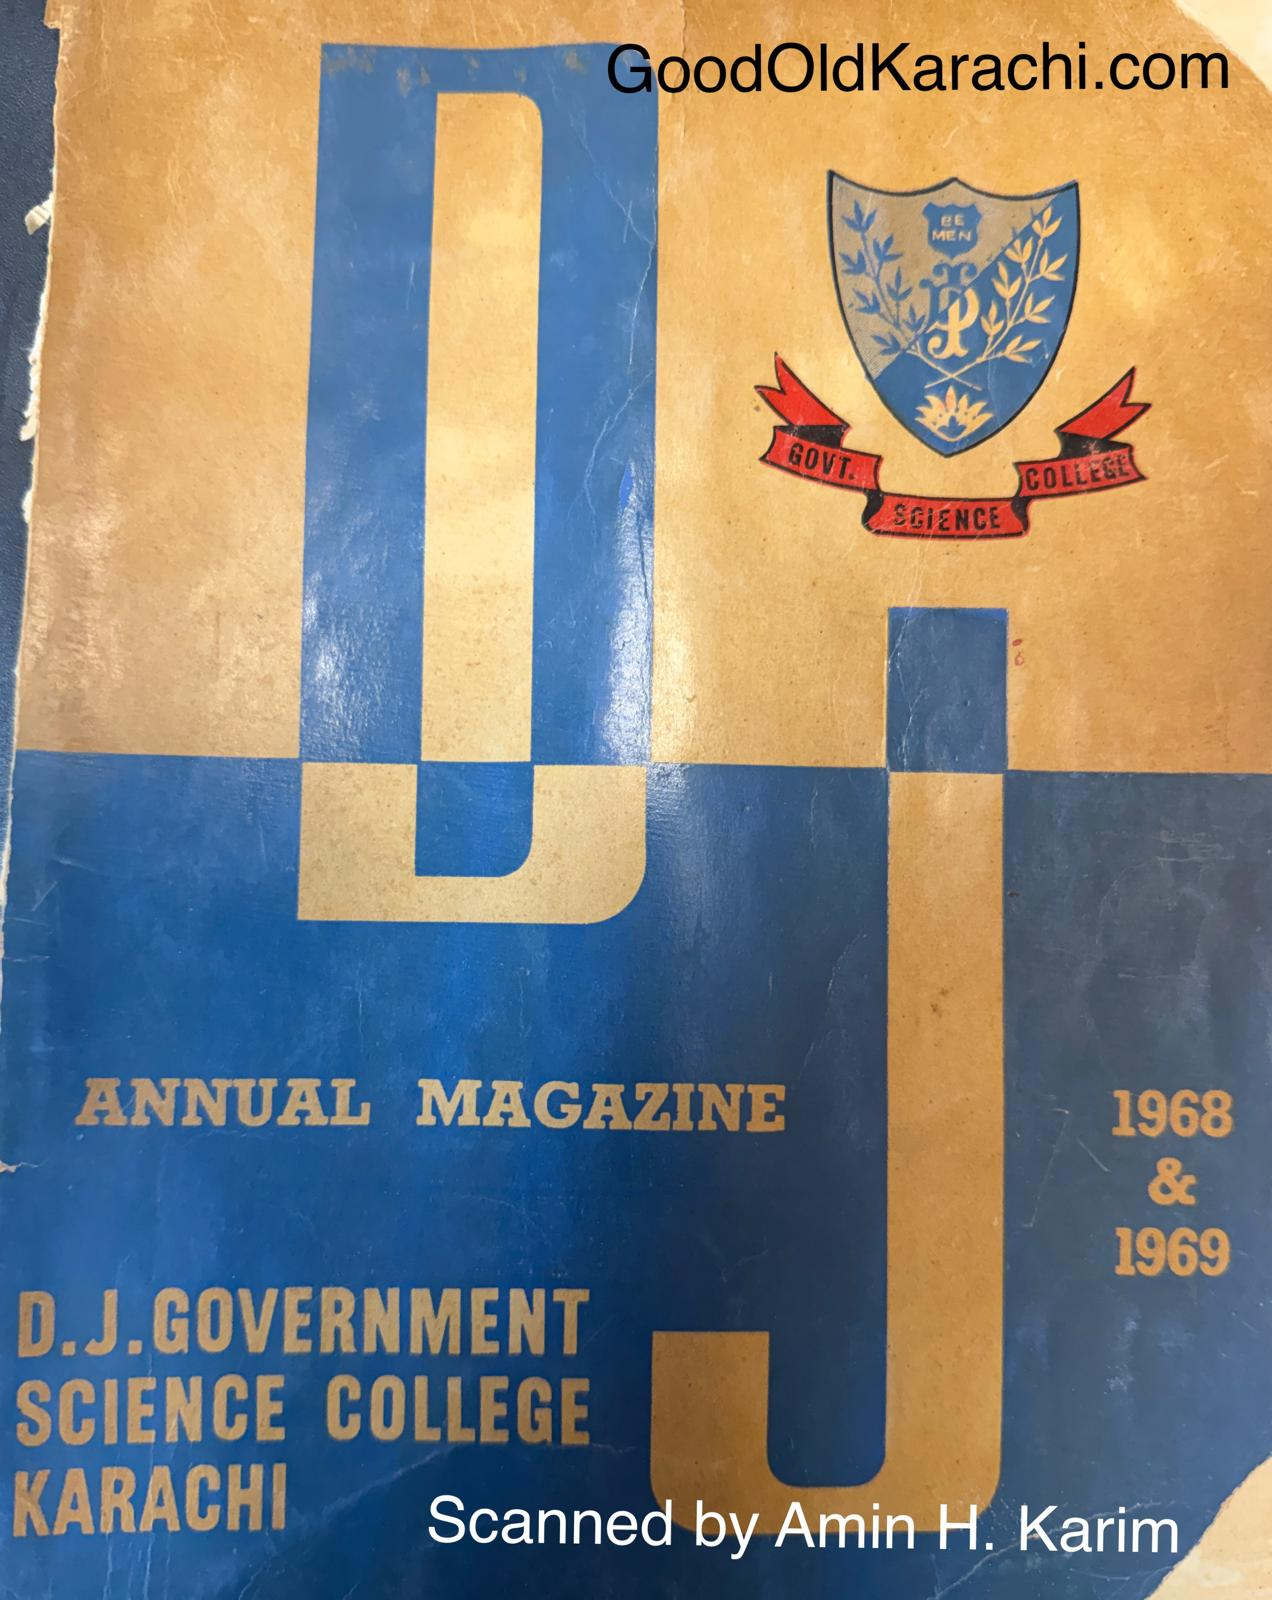 GoodOldKarachi.com
DJ
BE
MEN
GOVT.
SCIENCE
COLLEGE
ANNUAL MAGAZINE
1968
&
1969
D.J.GOVERNMENT
SCIENCE COLLEGE
KARACHI
Scanned by Amin H. Karim